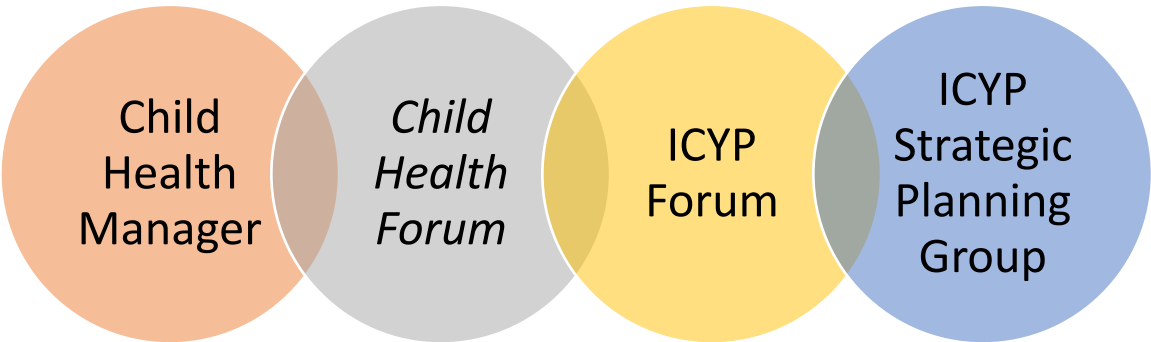 Child
Health
Manager
Child
Health
Forum
ICYP
Forum
ICYP
Strategic
Planning
Group